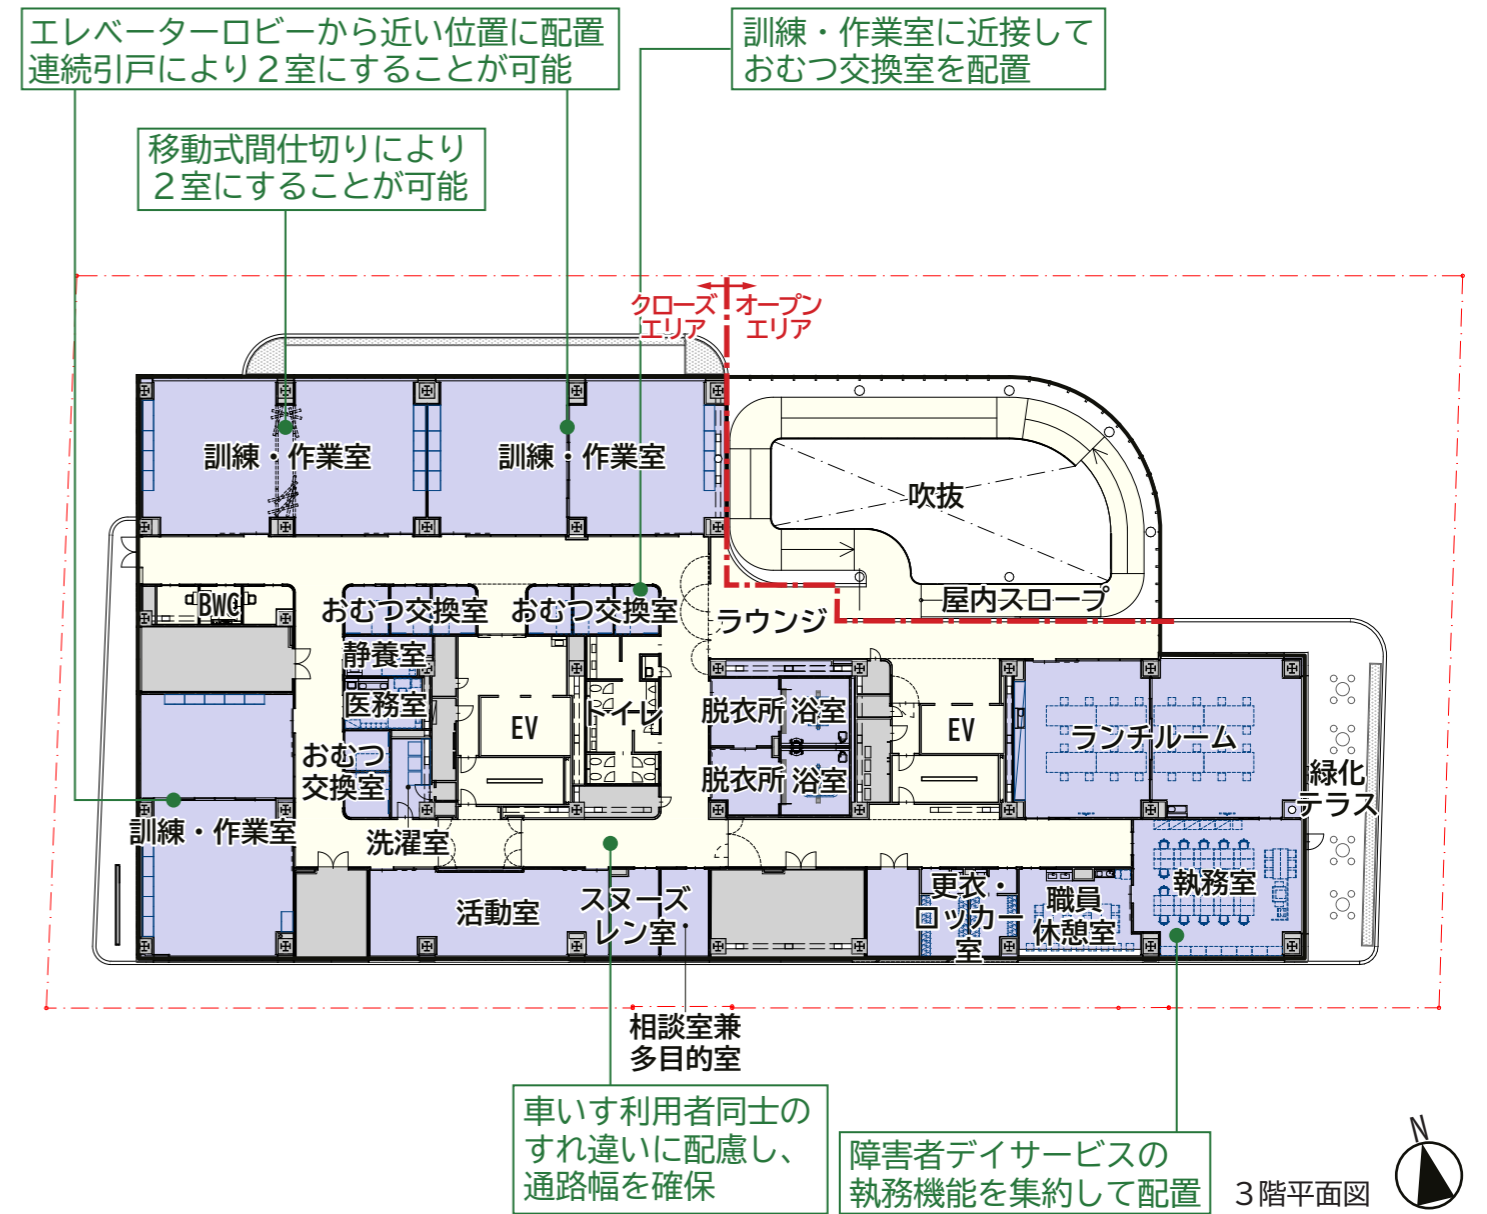 エレベーターロビーから近い位置に配置
連続引戸により２室にすることが可能
訓練・作業室に近接して
おむつ交換室を配置
移動式間仕切りにより
２室にすることが可能
クローズ
エリア
オープン
エリア
訓練・作業室
訓練・作業室
吹抜
BWC
おむつ交換室
おむつ交換室
ラウンジ
屋内スロープ
静養室
医務室
EV
トイレ
脱衣所
浴室
EV
ランチルーム
おむつ
交換室
脱衣所
浴室
緑化
テラス
訓練・作業室
洗濯室
活動室
スヌーズ
レン室
更衣・
ロッカー
室
職員
休憩室
執務室
相談室兼
多目的室
車いす利用者同士の
すれ違いに配慮し、
通路幅を確保
障害者デイサービスの
執務機能を集約して配置
３階平面図
N